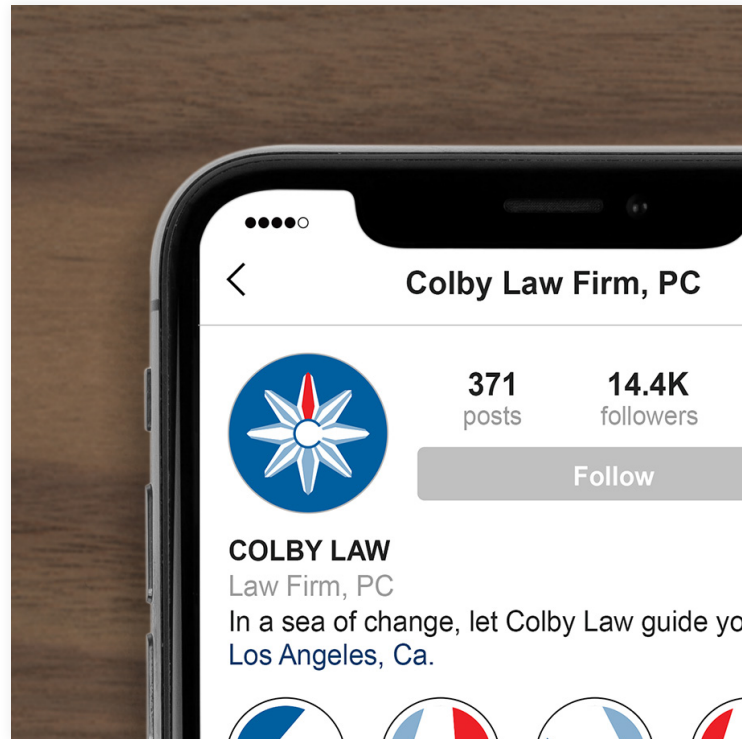 Colby Law Firm, PC
371 14.4K
posts followers
Follow
COLBY LAW
Law Firm, PC
In a sea of change, let Colby Law guide
Los Angeles, Ca.